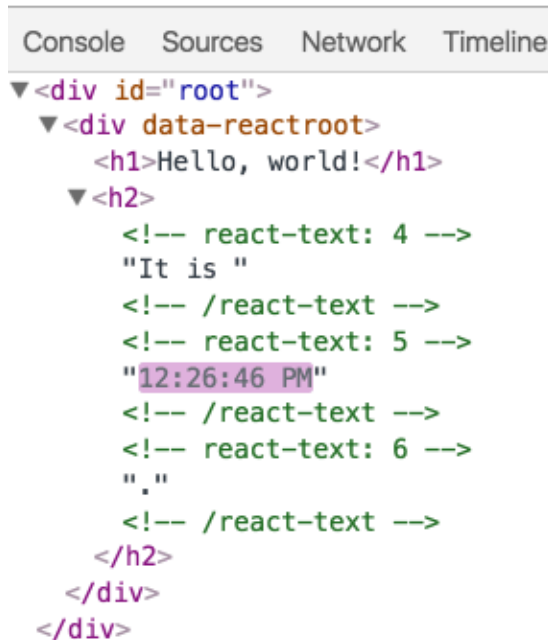 Console Sources Network Timeline
▼<div id="root">
▼<div data-reactroot>
<h1>Hello, world!</h1>
▼<h2>
<!-- react-text: 4 -->
"It is "
<!-- /react-text -->
<!-- react-text: 5 -->
"12:26:46 PM"
<!-- /react-text -->
<!-- react-text: 6 -->
"."
<!-- /react-text -->
</h2>
</div>
</div>